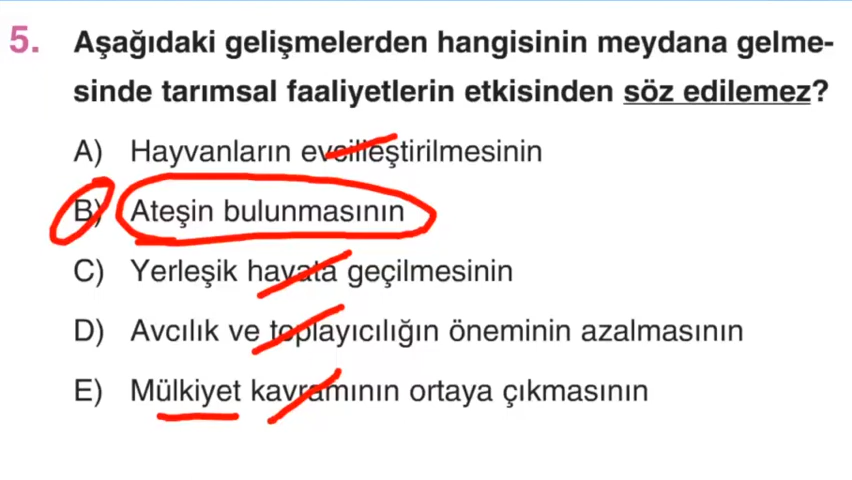 5. Aşağıdaki gelişmelerden hangisinin meydana gelme-
sinde tarımsal faaliyetlerin etkisinden söz edilemez?
A) Hayvanların evcilleştirilmesinin
B) Ateşin bulunmasının
C) Yerleşik hayata geçilmesinin
D) Avcılık ve toplayıcılığın öneminin azalmasının
E) Mülkiyet kavramının ortaya çıkmasının